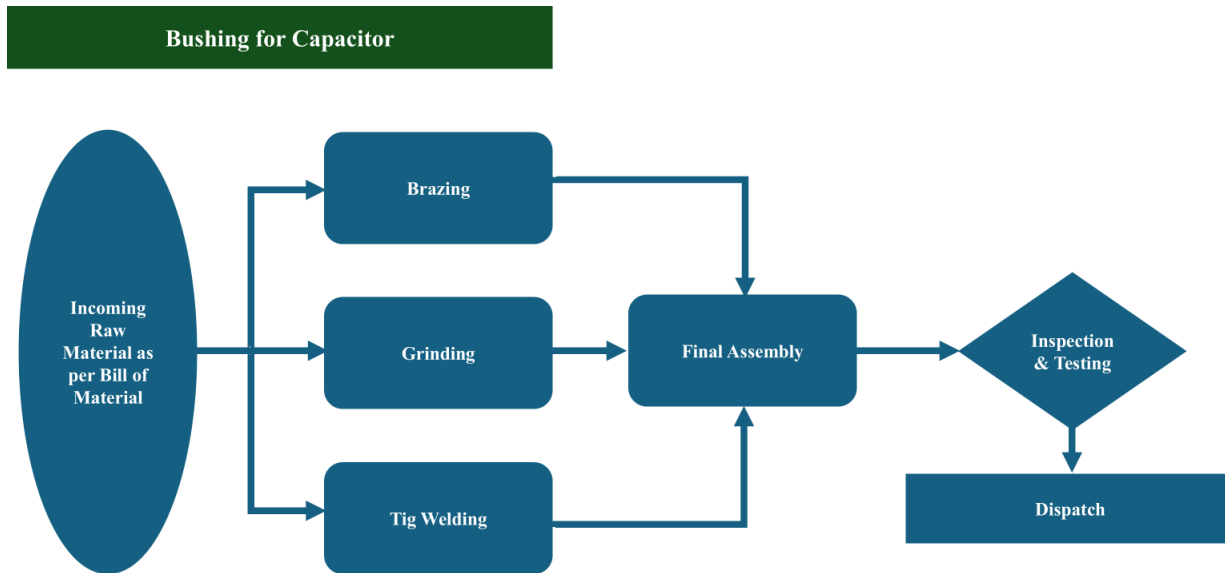 Bushing for Capacitor
Incoming
Raw
Material as
per Bill of
Material
Brazing
Grinding
Tig Welding
Final Assembly
Inspection
& Testing
Dispatch